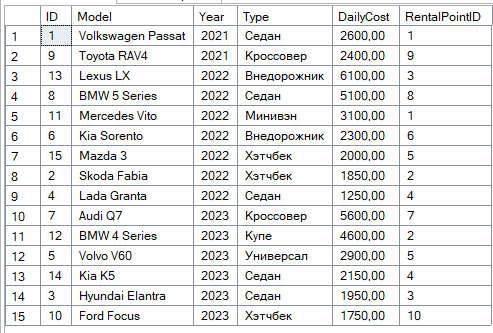 ID Model Year Type DailyCost RentalPointID
1 1 Volkswagen Passat 2021 Седан 2600,00 1
2 9 Toyota RAV4 2021 Кроссовер 2400,00 9
3 13 Lexus LX 2022 Внедорожник 6100,00 3
4 8 BMW 5 Series 2022 Седан 5100,00 8
5 11 Mercedes Vito 2022 Минивэн 3100,00 1
6 6 Kia Sorento 2022 Внедорожник 2300,00 6
7 15 Mazda 3 2022 Хэтчбек 2000,00 5
8 2 Skoda Fabia 2022 Хэтчбек 1850,00 2
9 4 Lada Granta 2022 Седан 1250,00 4
10 7 Audi Q7 2023 Кроссовер 5600,00 7
11 12 BMW 4 Series 2023 Купе 4600,00 2
12 5 Volvo V60 2023 Универсал 2900,00 5
13 14 Kia K5 2023 Седан 2150,00 4
14 3 Hyundai Elantra 2023 Седан 1950,00 3
15 10 Ford Focus 2023 Хэтчбек 1750,00 10